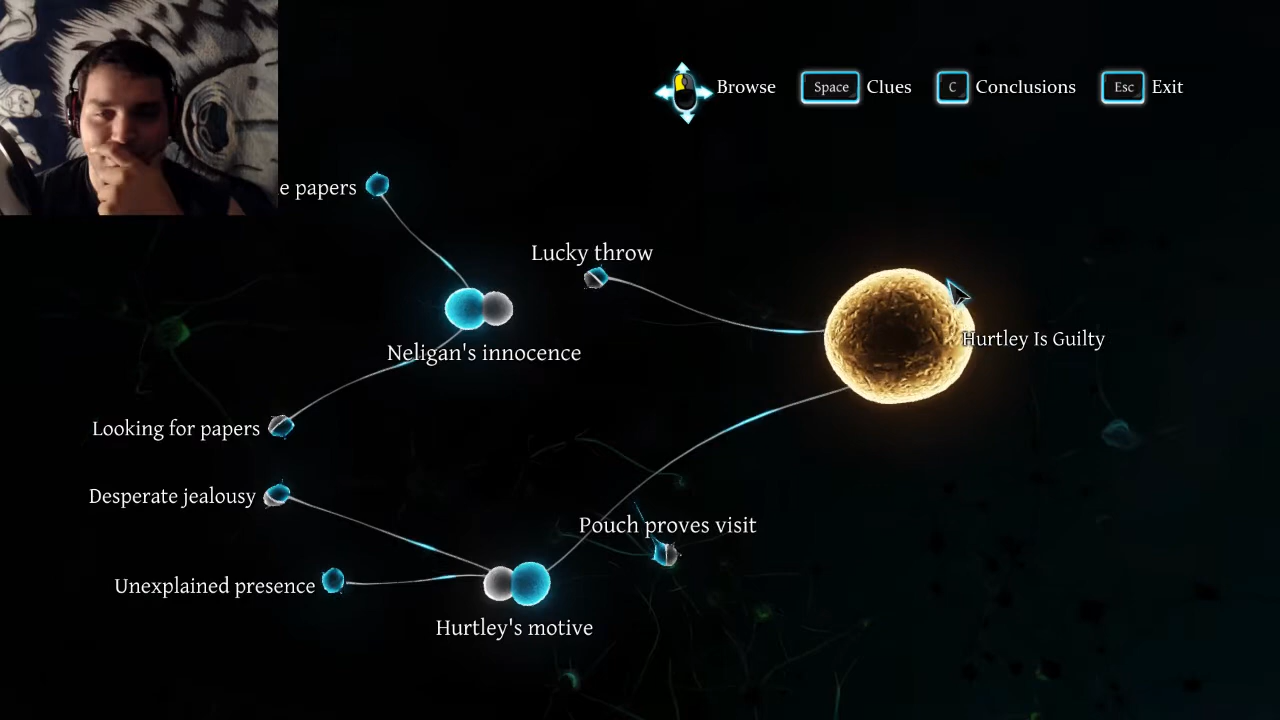 Browse
Space
Clues
C
Conclusions
Esc
Exit
e papers
Lucky throw
Hurtley Is Guilty
Neligan's innocence
Looking for papers
Desperate jealousy
Pouch proves visit
Unexplained presence
Hurtley's motive